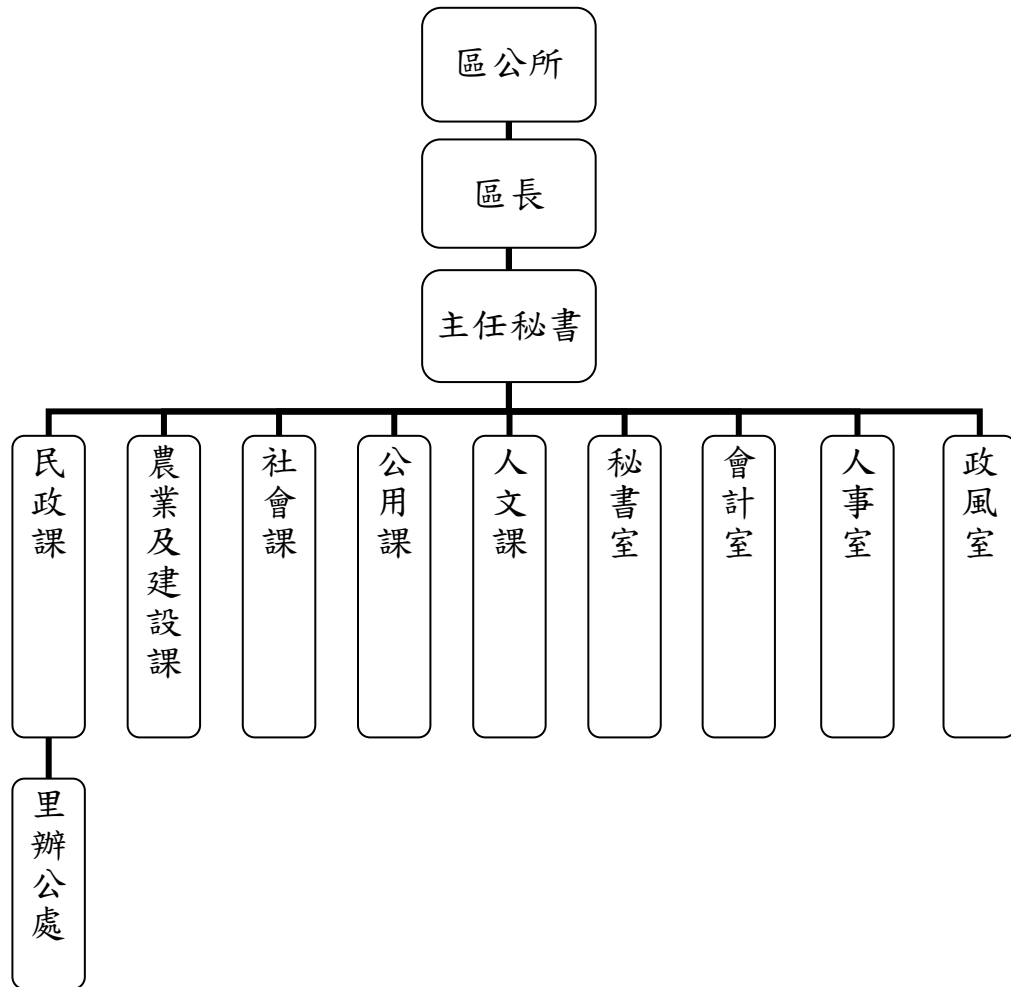 區公所
區長
主任秘書
民政課
農業及建設課
社會課
公用課
人文課
秘書室
會計室
人事室
政風室
里辦公處